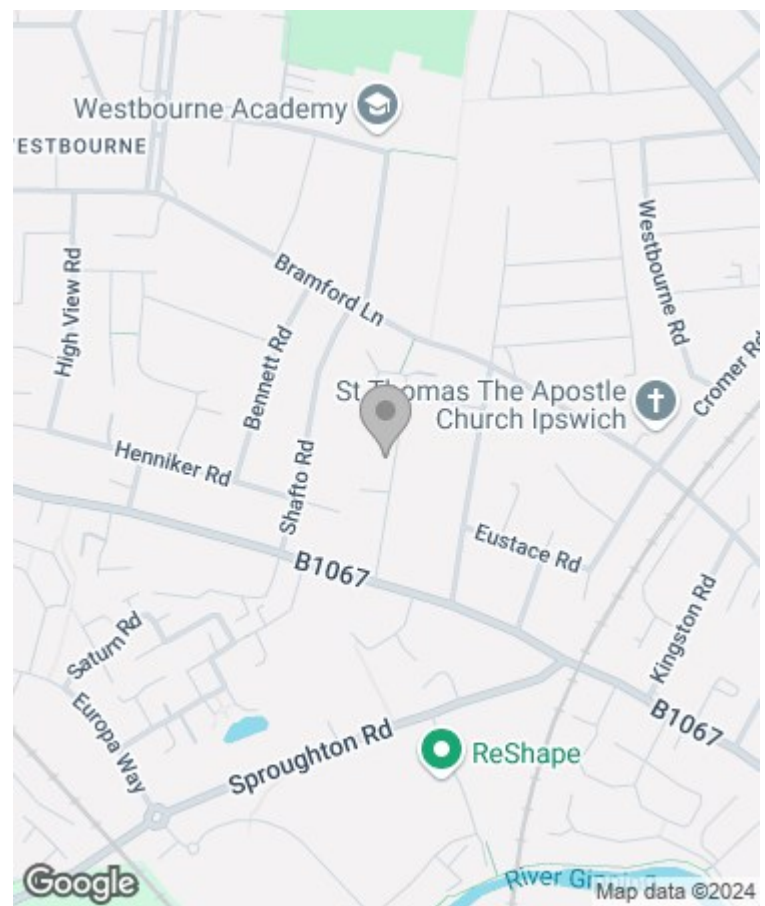 Westbourne Academy
ESTBOURNE
Westbourne Rd
High View Rd
Bramford Ln
Bennett Rd
Cromer Rd
St Thomas The Apostle
Church Ipswich
Henniker Rd
Shafto Rd
Eustace Rd
B1067
Kingston Rd
Saturn Rd
Europa Way
B1067
Sproughton Rd
ReShape
River Gipping
Google
Map data ©2024